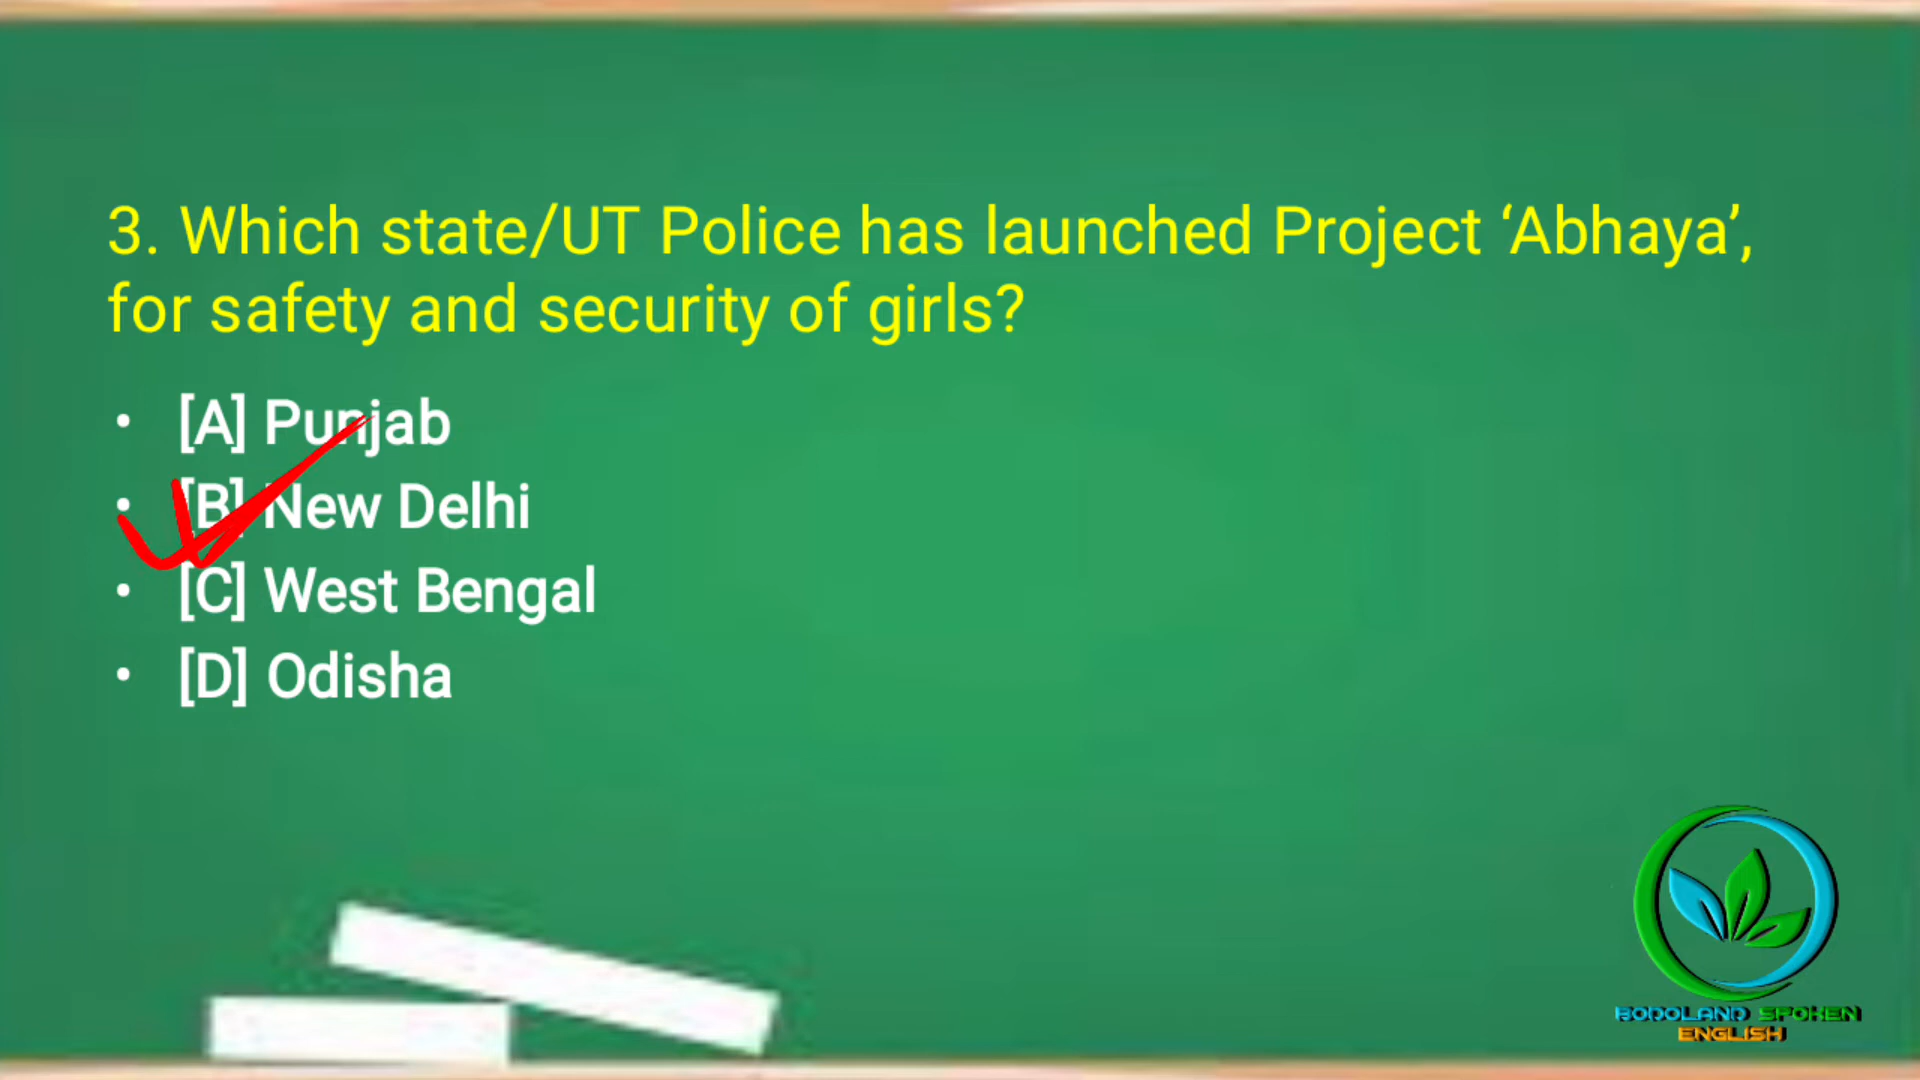 3. Which state/UT Police has launched Project ‘Abhaya’,
for safety and security of girls?
• [A] Punjab
• [B] New Delhi
• [C] West Bengal
• [D] Odisha
BODOLAND SPOKEN
ENGLISH